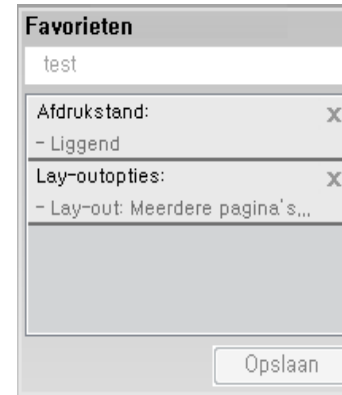 Favorieten
test
Afdrukstand: x
- Liggend
Lay-outopties: x
- Lay-out: Meerdere pagina's...
Opslaan